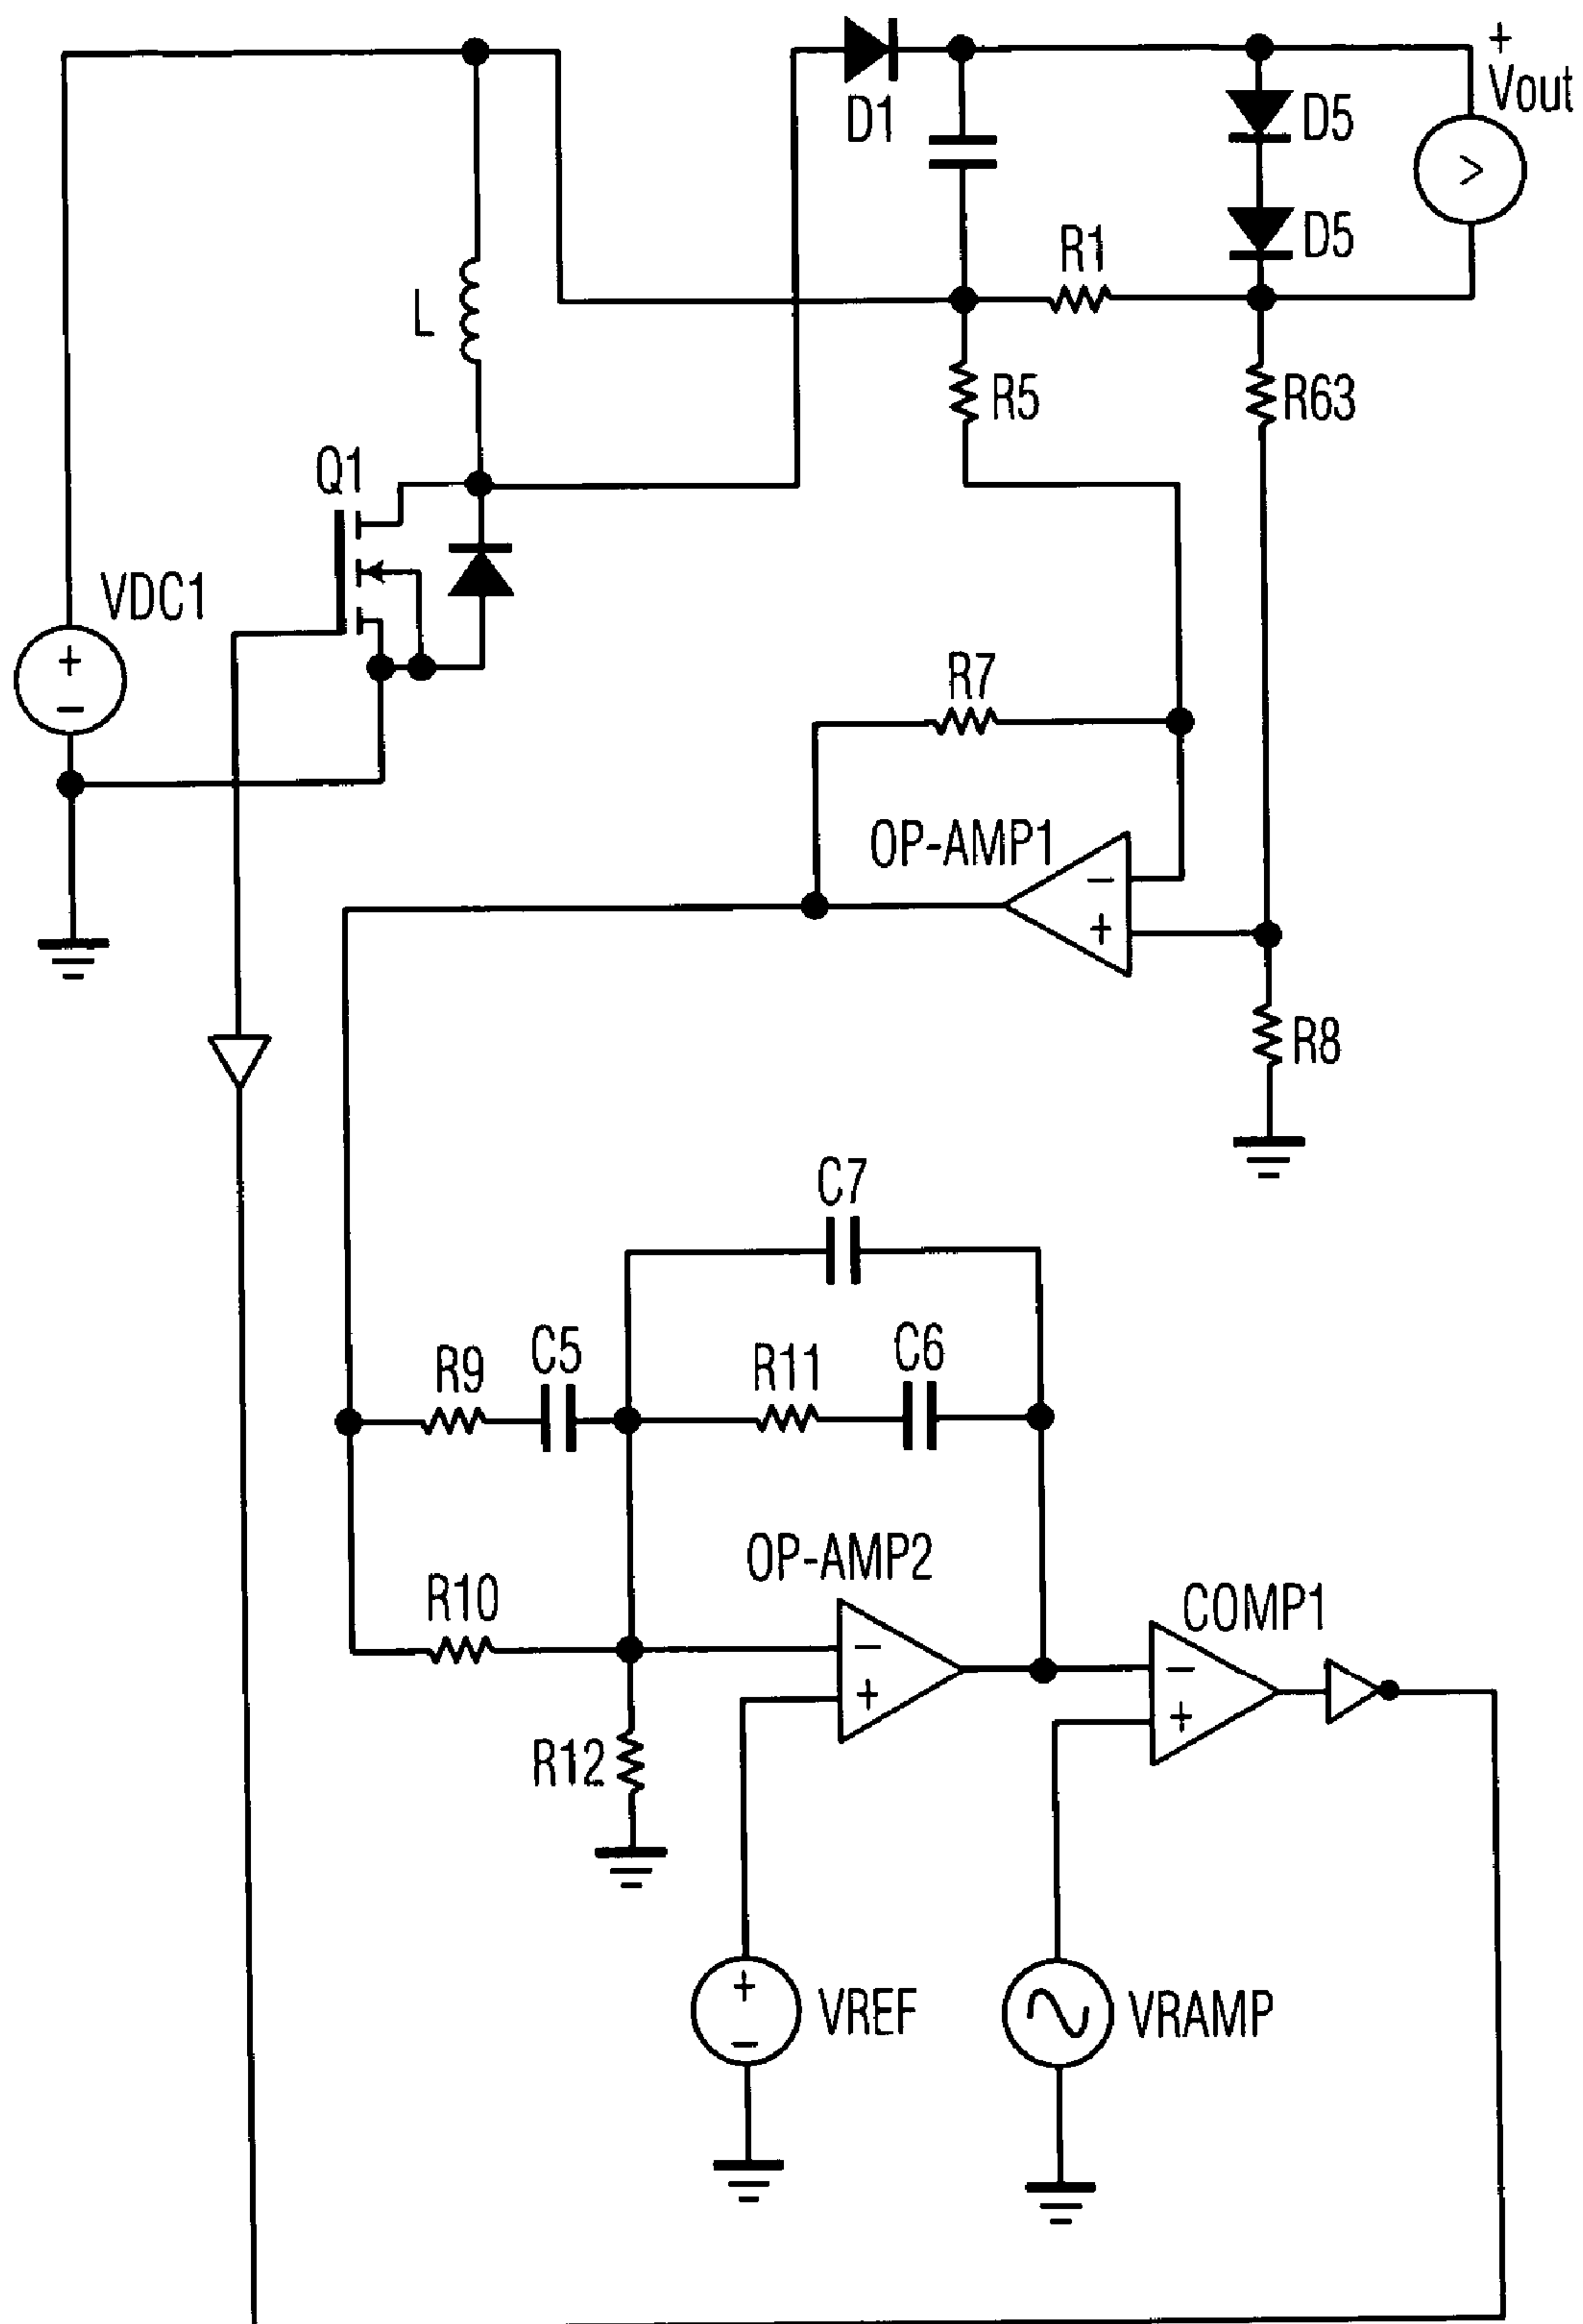 +
Vout
D1
D5
D5
R1
L
R5
R63
Q1
VDC1
+
−
R7
OP-AMP1
−
+
R8
C7
R9
C5
R11
C6
OP-AMP2
R10
COMP1
−
+
−
+
R12
+
−
VREF
VRAMP